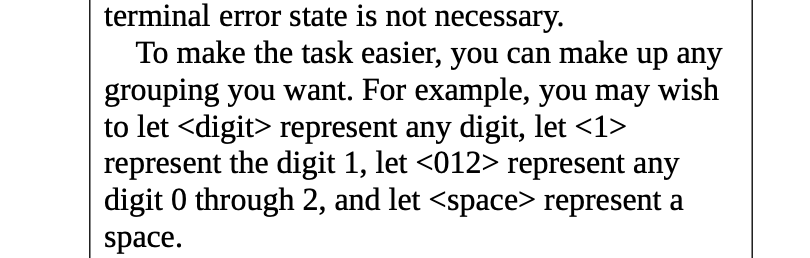 terminal error state is not necessary.
To make the task easier, you can make up any
grouping you want. For example, you may wish
to let <digit> represent any digit, let <1>
represent the digit 1, let <012> represent any
digit 0 through 2, and let <space> represent a
space.